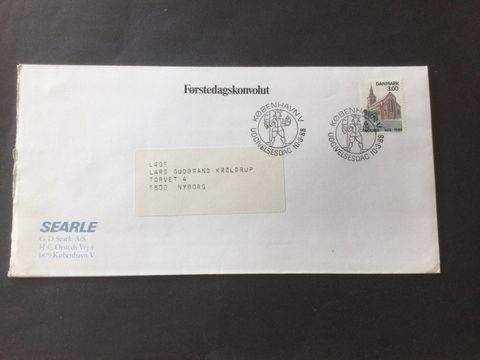 Førstedagskonvolut
DANMARK
3.00
KØBENHAVN V
UDGIVELSESDAG 10-3-88
KØBENHAVN V
UDGIVELSESDAG 10-3-88
LÆGE
LARS GUDBRAND KRØLDRUP
TORVET 4
5800 NYBORG
SEARLE
G. D. Searle A/S
H. C. Ørsteds Vej 4
1879 København V